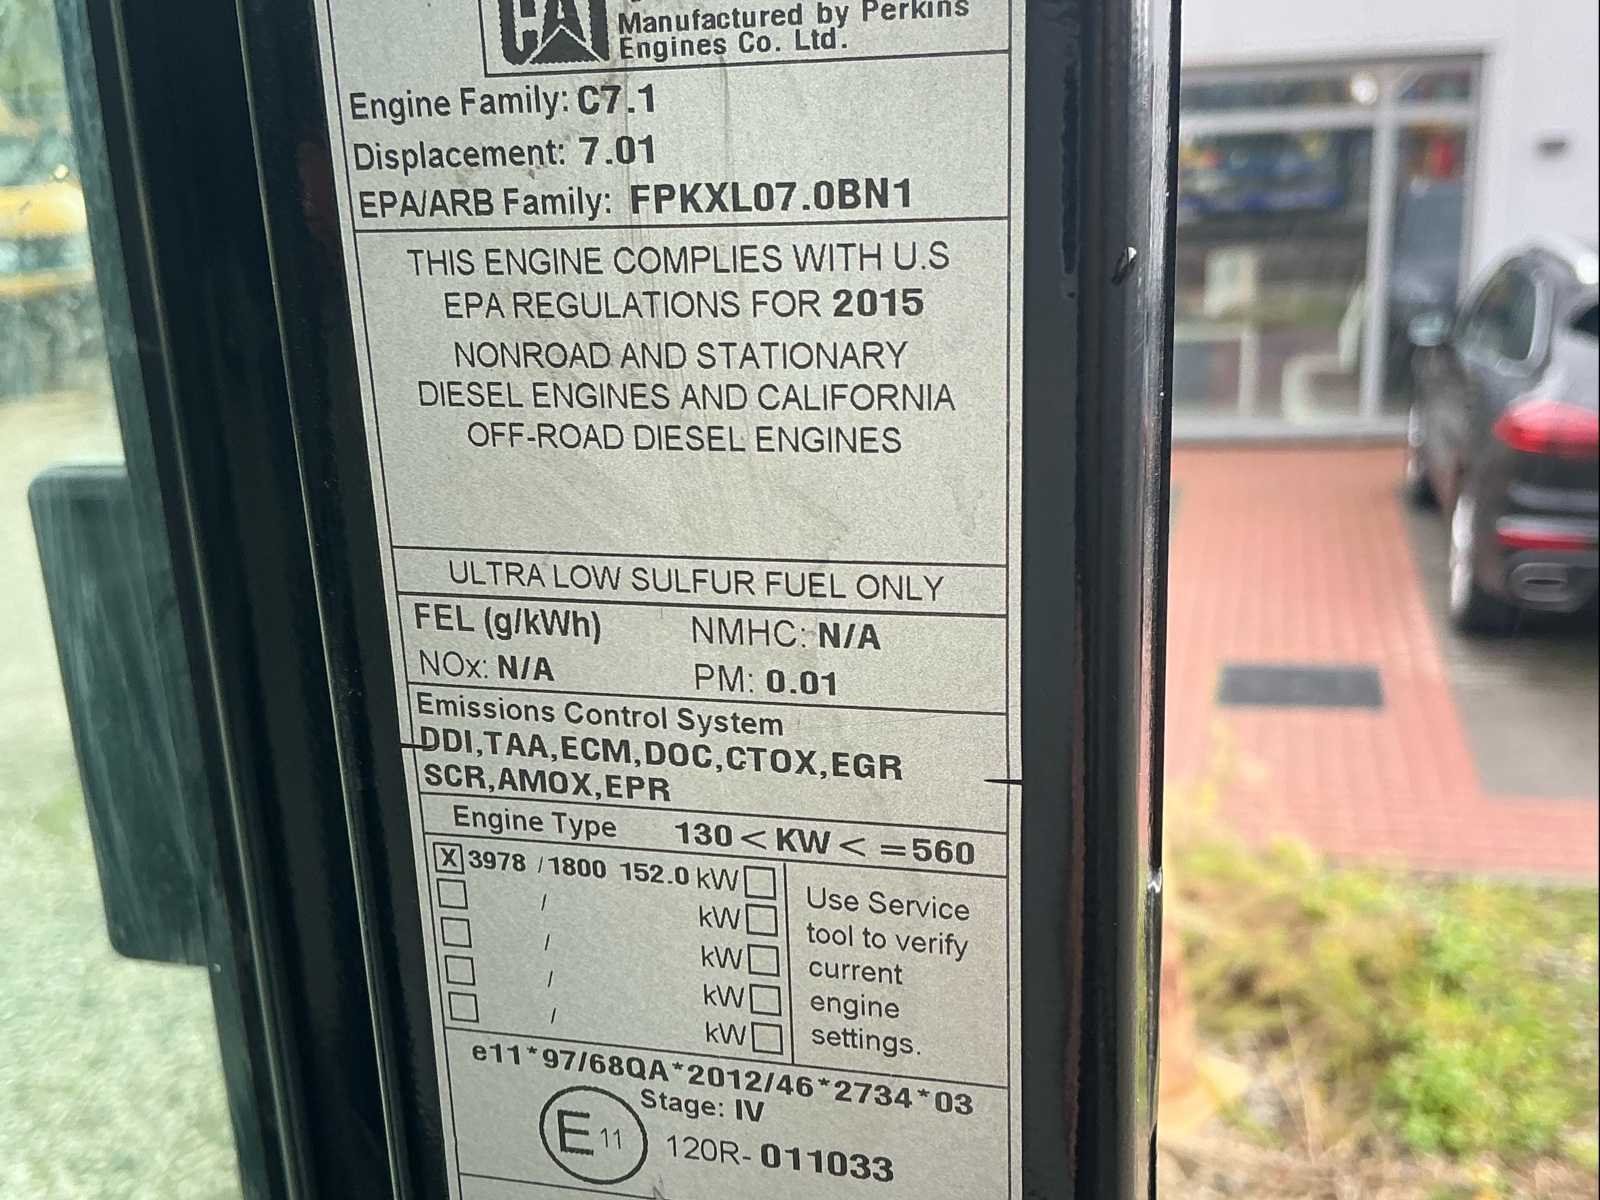 CAT
Manufactured by Perkins
Engines Co. Ltd.
Engine Family: C7.1
Displacement: 7.01
EPA/ARB Family: FPKXL07.0BN1
THIS ENGINE COMPLIES WITH U.S
EPA REGULATIONS FOR 2015
NONROAD AND STATIONARY
DIESEL ENGINES AND CALIFORNIA
OFF-ROAD DIESEL ENGINES
ULTRA LOW SULFUR FUEL ONLY
FEL (g/kWh) NMHC: N/A
NOx: N/A PM: 0.01
Emissions Control System
DDI,TAA,ECM,DOC,CTOX,EGR
SCR,AMOX,EPR
Engine Type 130 < KW < =560
X 3978 / 1800 152.0 kW
/ kW
/ kW
/ kW
/ kW
Use Service
tool to verify
current
engine
settings.
e11*97/68QA*2012/46*2734*03
Stage: IV
E 11 120R- 011033